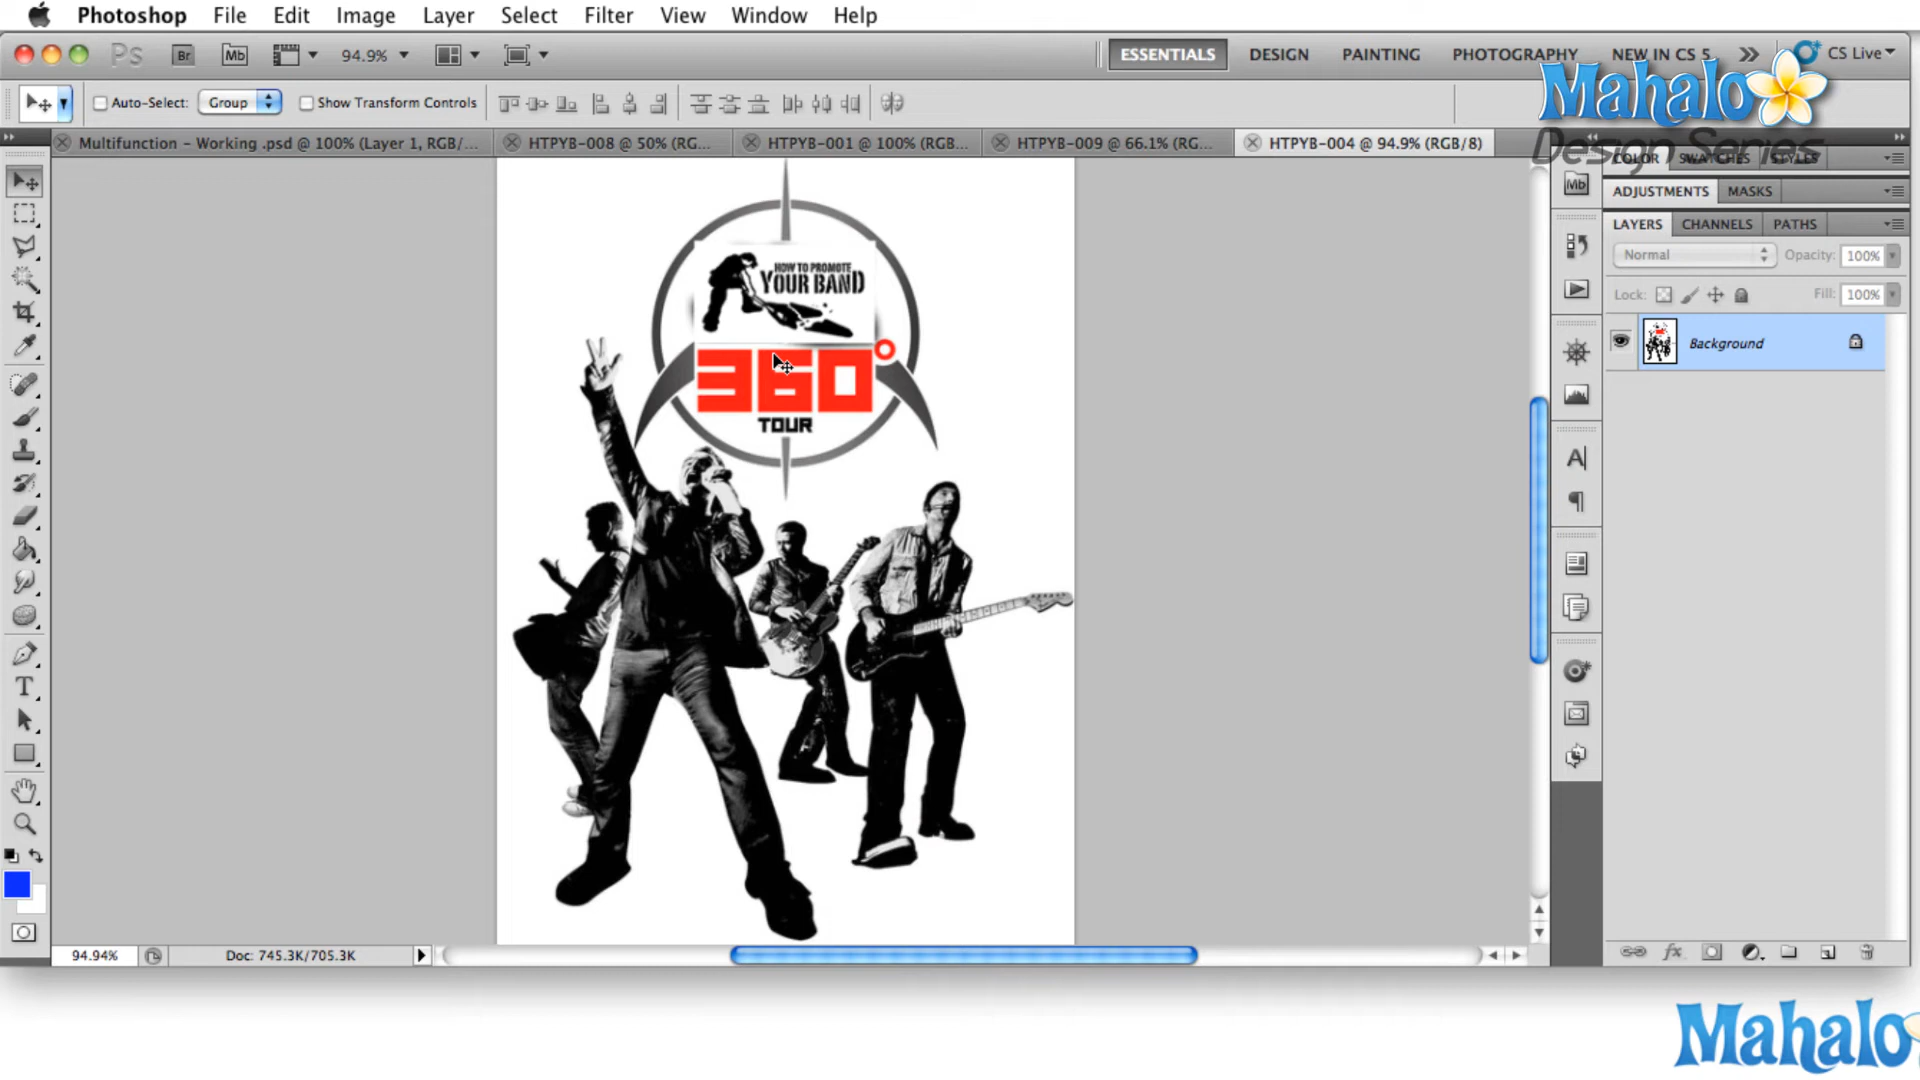 Photoshop File Edit Image Layer Select Filter View Window Help
Ps Br Mb 94.9% ESSENTIALS DESIGN PAINTING PHOTOGRAPHY NEW IN CS 5 CS Live
Auto-Select: Group Show Transform Controls
Mahalo
Design Series
Multifunction – Working .psd @ 100% (Layer 1, RGB/... HTPYB-008 @ 50% (RG... HTPYB-001 @ 100% (RGB... HTPYB-009 @ 66.1% (RG... HTPYB-004 @ 94.9% (RGB/8)
COLOR SWATCHES STYLES
Mb
ADJUSTMENTS MASKS
LAYERS CHANNELS PATHS
Normal Opacity: 100%
Lock: Fill: 100%
Background
HOW TO PROMOTE
YOUR BAND
360°
TOUR
94.94% Doc: 745.3K/705.3K
Mahalo